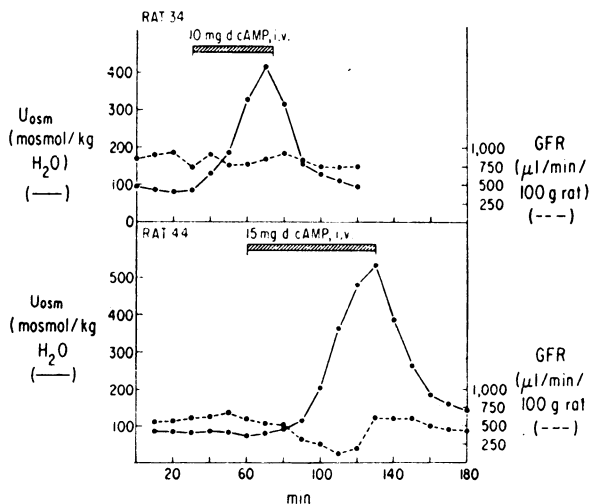 RAT 34
10 mg d cAMP, i.v.
400
300
200
100
0
Uosm
(mosmol/kg
H2O)
(——)
1,000
750
500
250
GFR
(μl/min/
100 g rat)
(---)
RAT 44
15 mg d cAMP, i.v.
500
400
300
200
100
Uosm
(mosmol/kg
H2O
(——)
1,000
750
500
250
GFR
(μl/min/
100 g rat
(---)
20
60
100
140
180
min